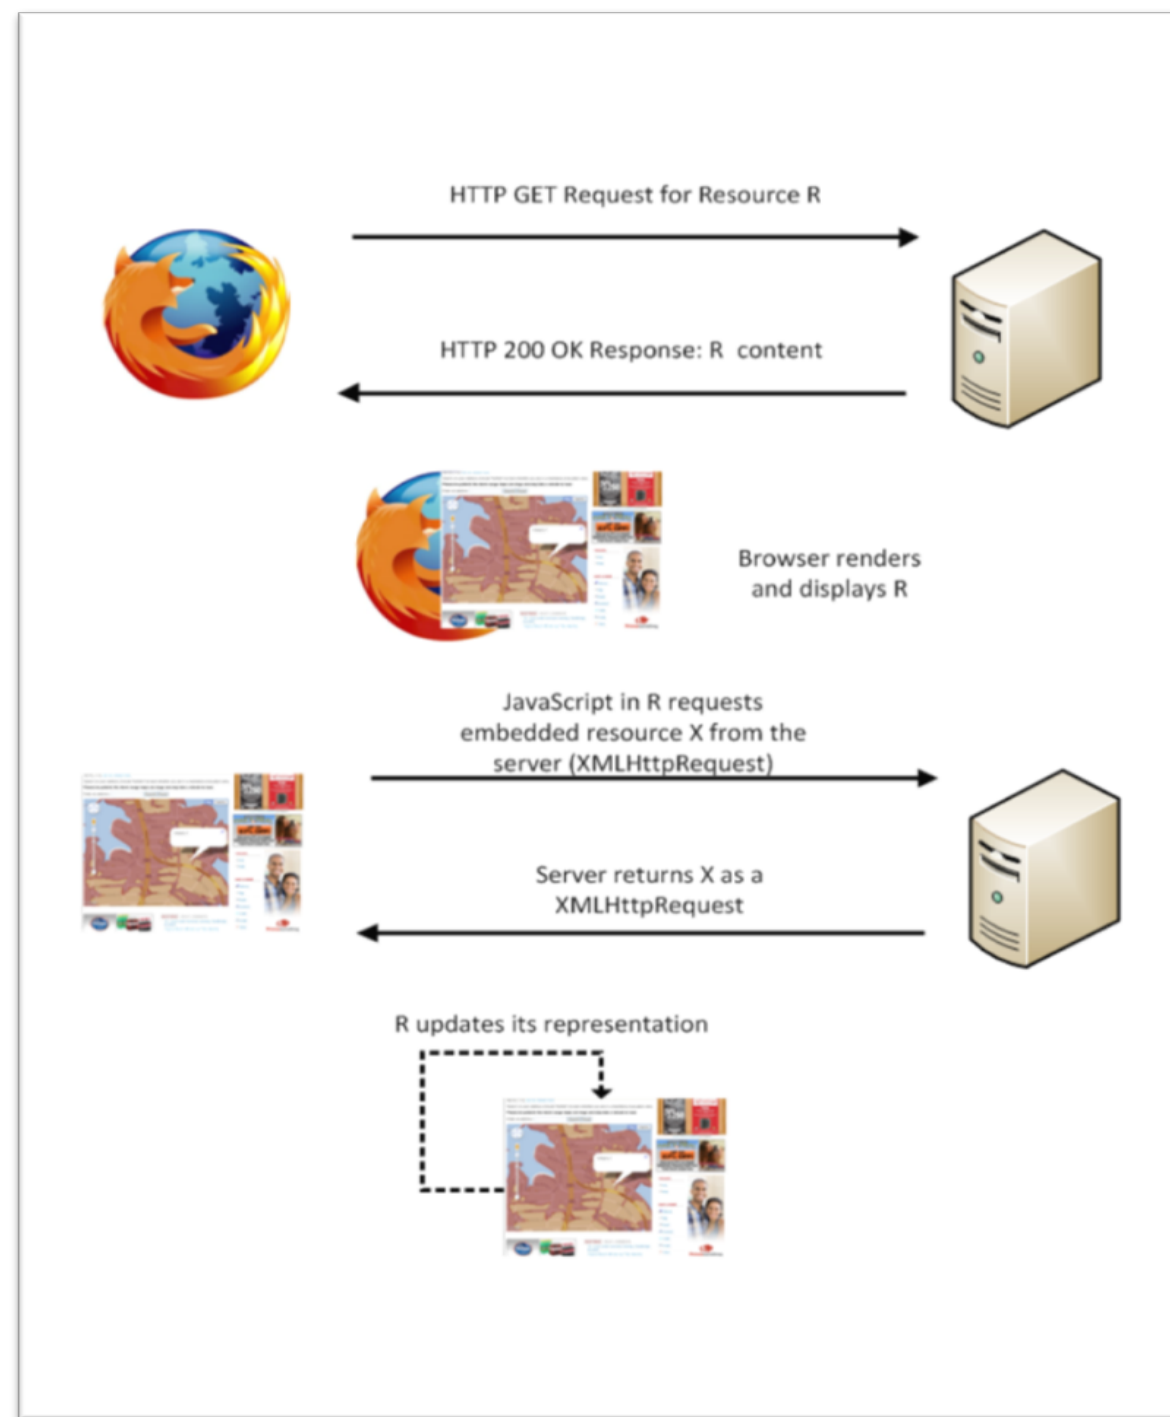 HTTP GET Request for Resource R
HTTP 200 OK Response: R content
Browser renders
and displays R
JavaScript in R requests
embedded resource X from the
server (XMLHttpRequest)
Server returns X as a
XMLHttpRequest
R updates its representation